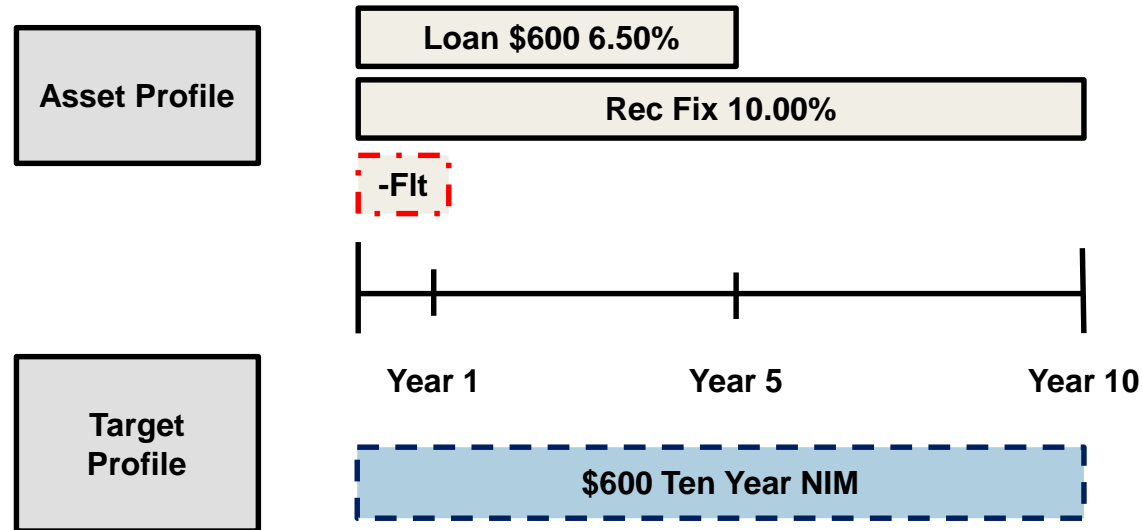 Asset Profile
Loan $600 6.50%
Rec Fix 10.00%
-Flt
Year 1
Year 5
Year 10
Target
Profile
$600 Ten Year NIM